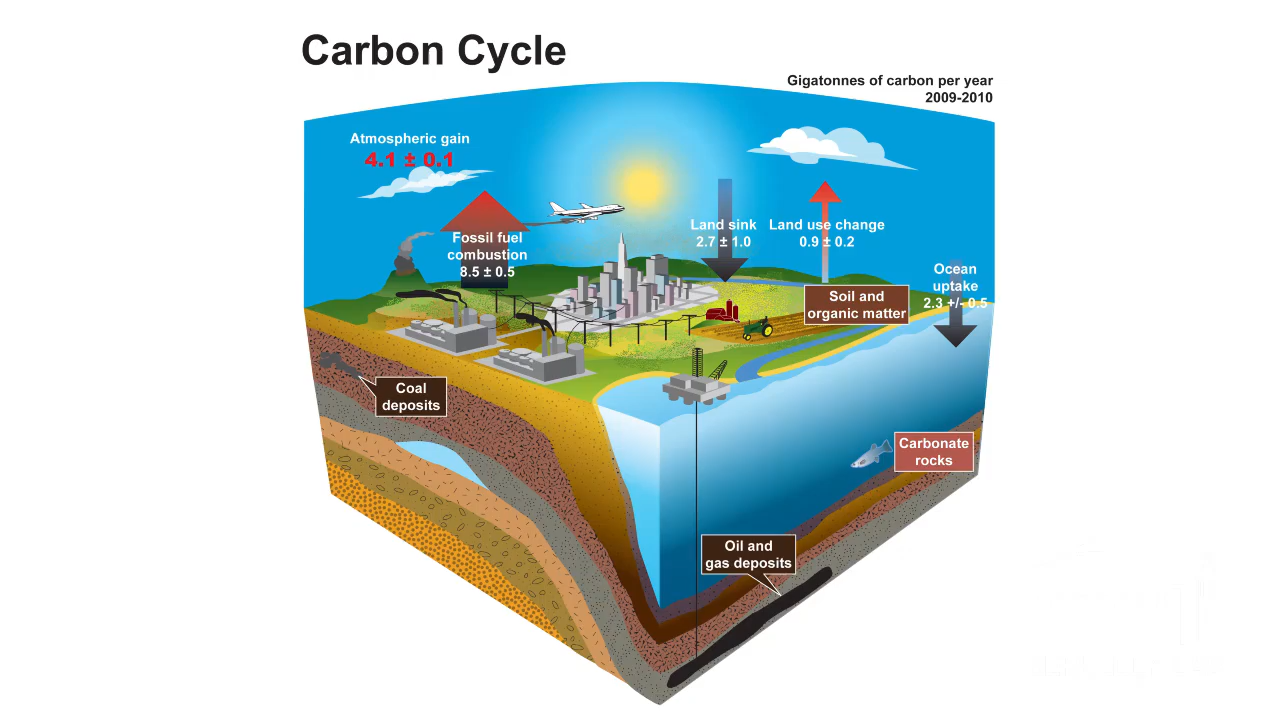 Carbon Cycle
Gigatonnes of carbon per year
2009-2010
Atmospheric gain
4.1 ± 0.1
Fossil fuel
combustion
8.5 ± 0.5
Land sink
2.7 ± 1.0
Land use change
0.9 ± 0.2
Ocean
uptake
2.3 +/- 0.5
Soil and
organic matter
Coal
deposits
Carbonate
rocks
Oil and
gas deposits